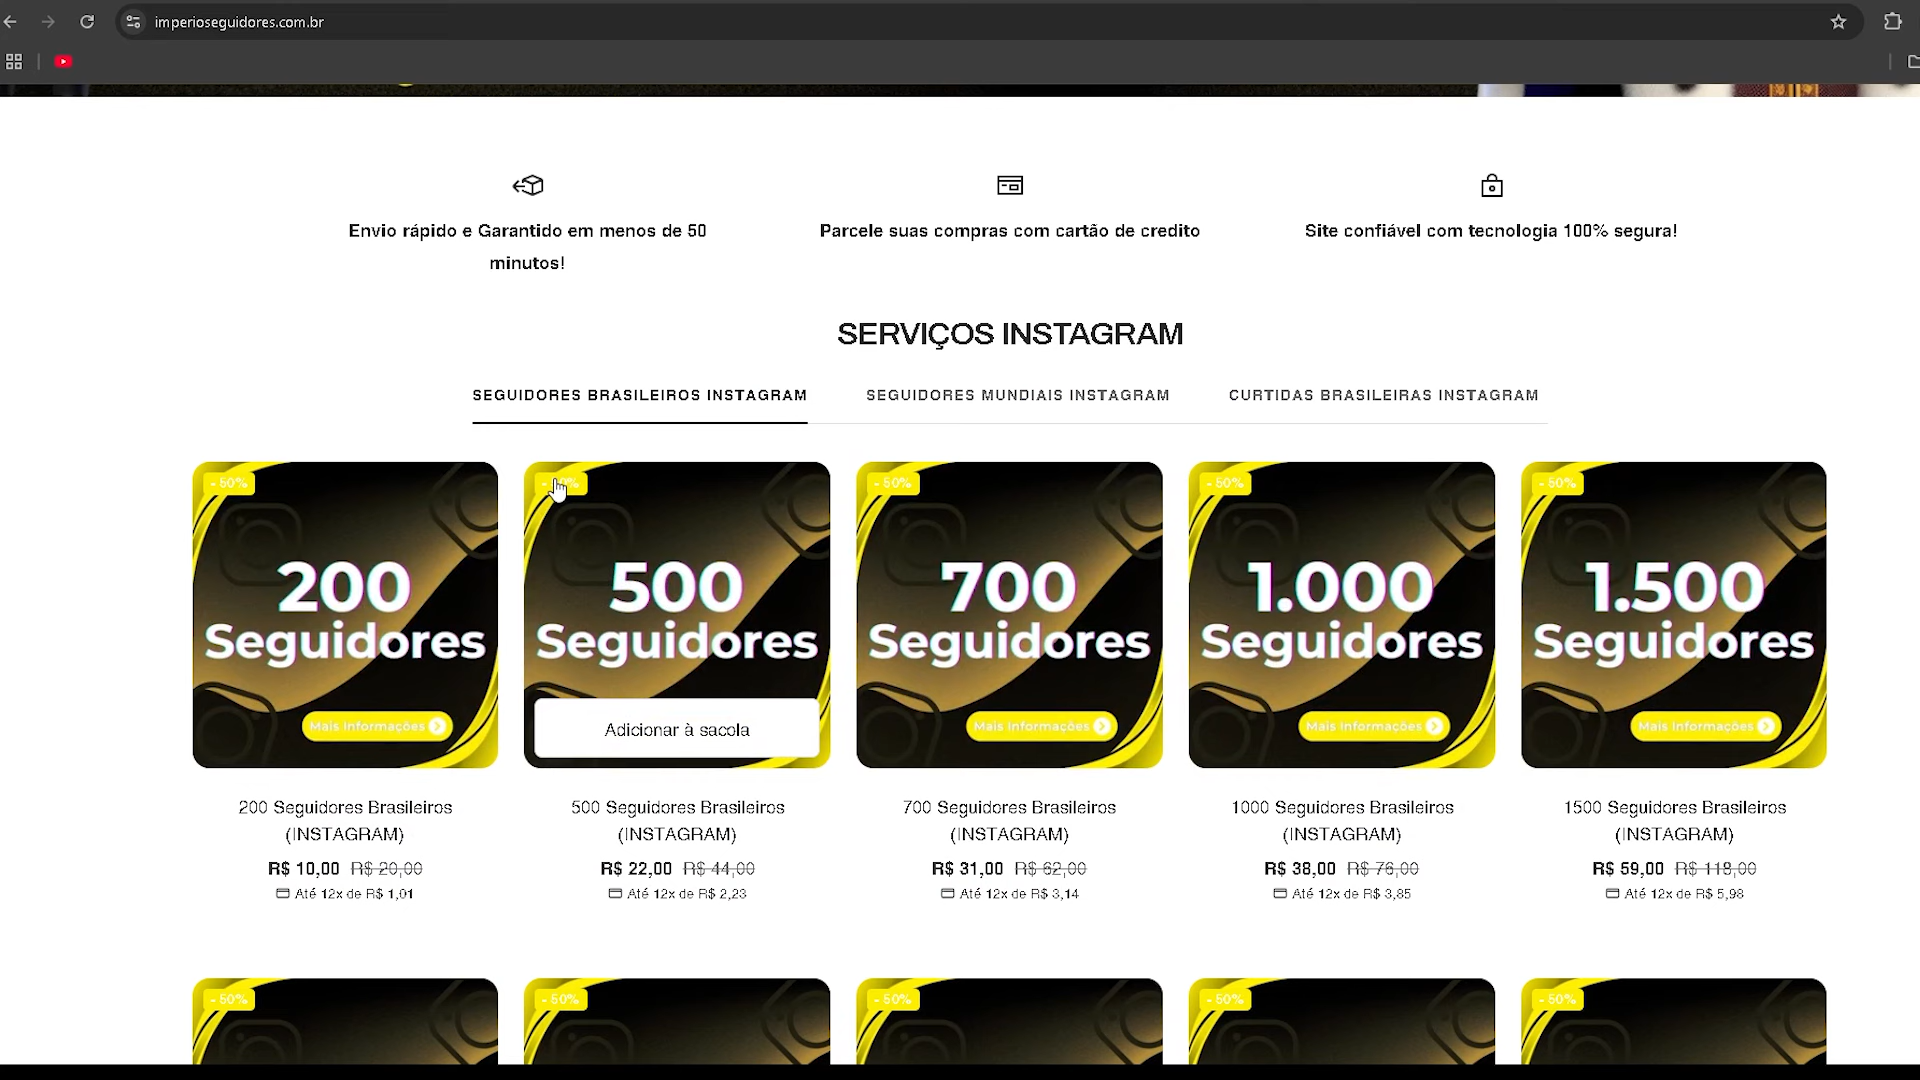 imperioseguidores.com.br
Envio rápido e Garantido em menos de 50
minutos!
Parcele suas compras com cartão de credito
Site confiável com tecnologia 100% segura!
SERVIÇOS INSTAGRAM
SEGUIDORES BRASILEIROS INSTAGRAM
SEGUIDORES MUNDIAIS INSTAGRAM
CURTIDAS BRASILEIRAS INSTAGRAM
- 50%
200
Seguidores
Mais Informações
200 Seguidores Brasileiros
(INSTAGRAM)
R$ 10,00 R$ 20,00
Até 12x de R$ 1,01
500
Seguidores
Adicionar à sacola
500 Seguidores Brasileiros
(INSTAGRAM)
R$ 22,00 R$ 44,00
Até 12x de R$ 2,23
- 50%
700
Seguidores
Mais Informações
700 Seguidores Brasileiros
(INSTAGRAM)
R$ 31,00 R$ 62,00
Até 12x de R$ 3,14
- 50%
1.000
Seguidores
Mais Informações
1000 Seguidores Brasileiros
(INSTAGRAM)
R$ 38,00 R$ 76,00
Até 12x de R$ 3,85
- 50%
1.500
Seguidores
Mais Informações
1500 Seguidores Brasileiros
(INSTAGRAM)
R$ 59,00 R$ 118,00
Até 12x de R$ 5,98
- 50%
- 50%
- 50%
- 50%
- 50%